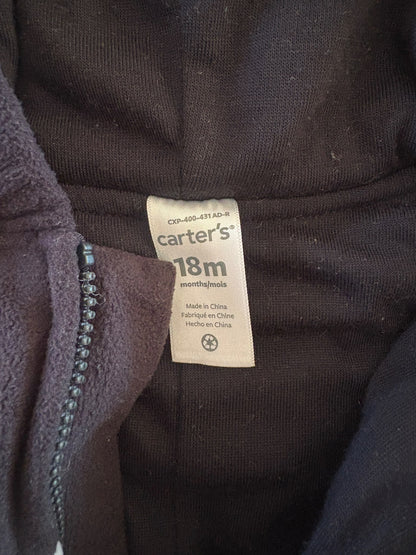 CXP-400-431 AD-R
carter's®
18m
months/mois
Made in China
Fabriqué en Chine
Hecho en China